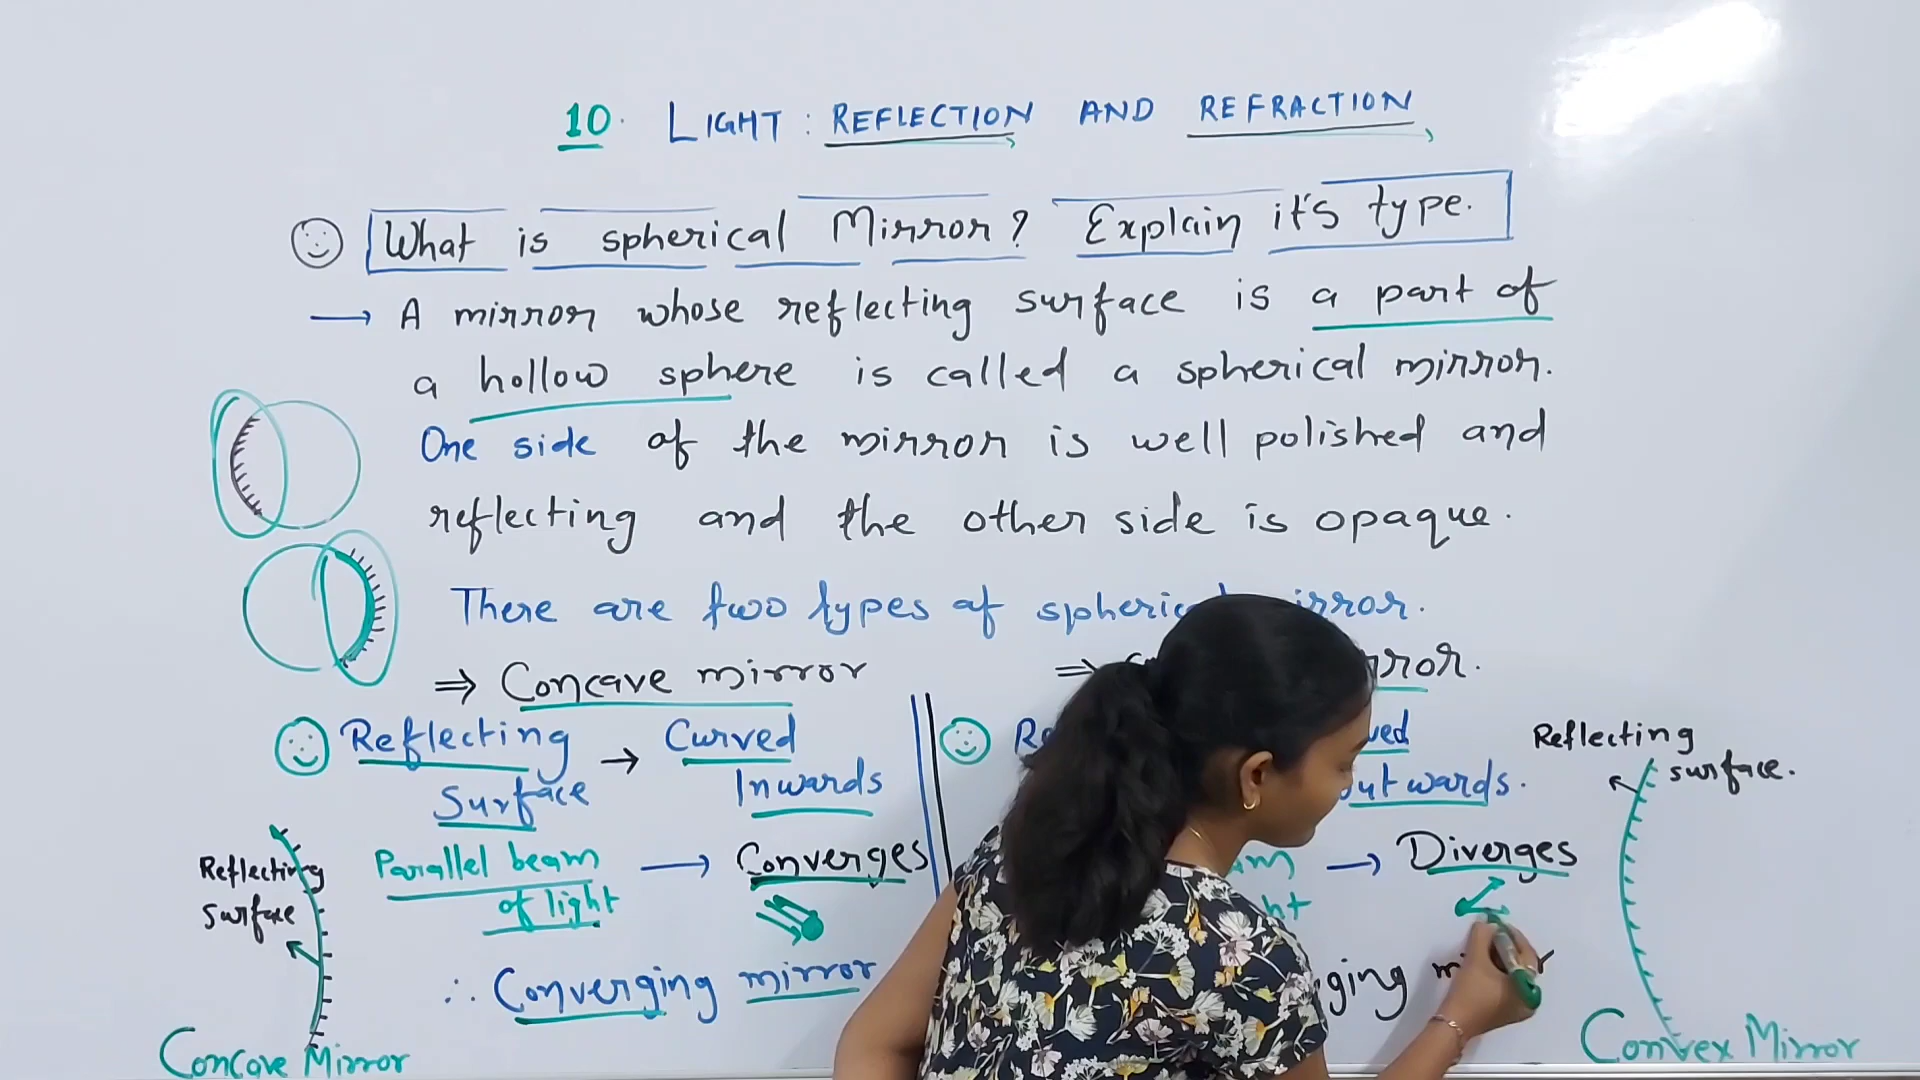 10. LIGHT : REFLECTION AND REFRACTION
What is spherical Mirror? Explain it's type.
→ A mirror whose reflecting surface is a part of
a hollow sphere is called a spherical mirror.
One side of the mirror is well polished and
reflecting and the other side is opaque.
There are two types of mirror.
⇒ Concave mirror
⇒
Reflecting → Curved
Surface Inwards
Parallel beam → Converges
of light
∴ Converging mirror
Reflecting
surface
Concave Mirror
outwards.
→ Diverges
Reflecting
surface.
Convex Mirror